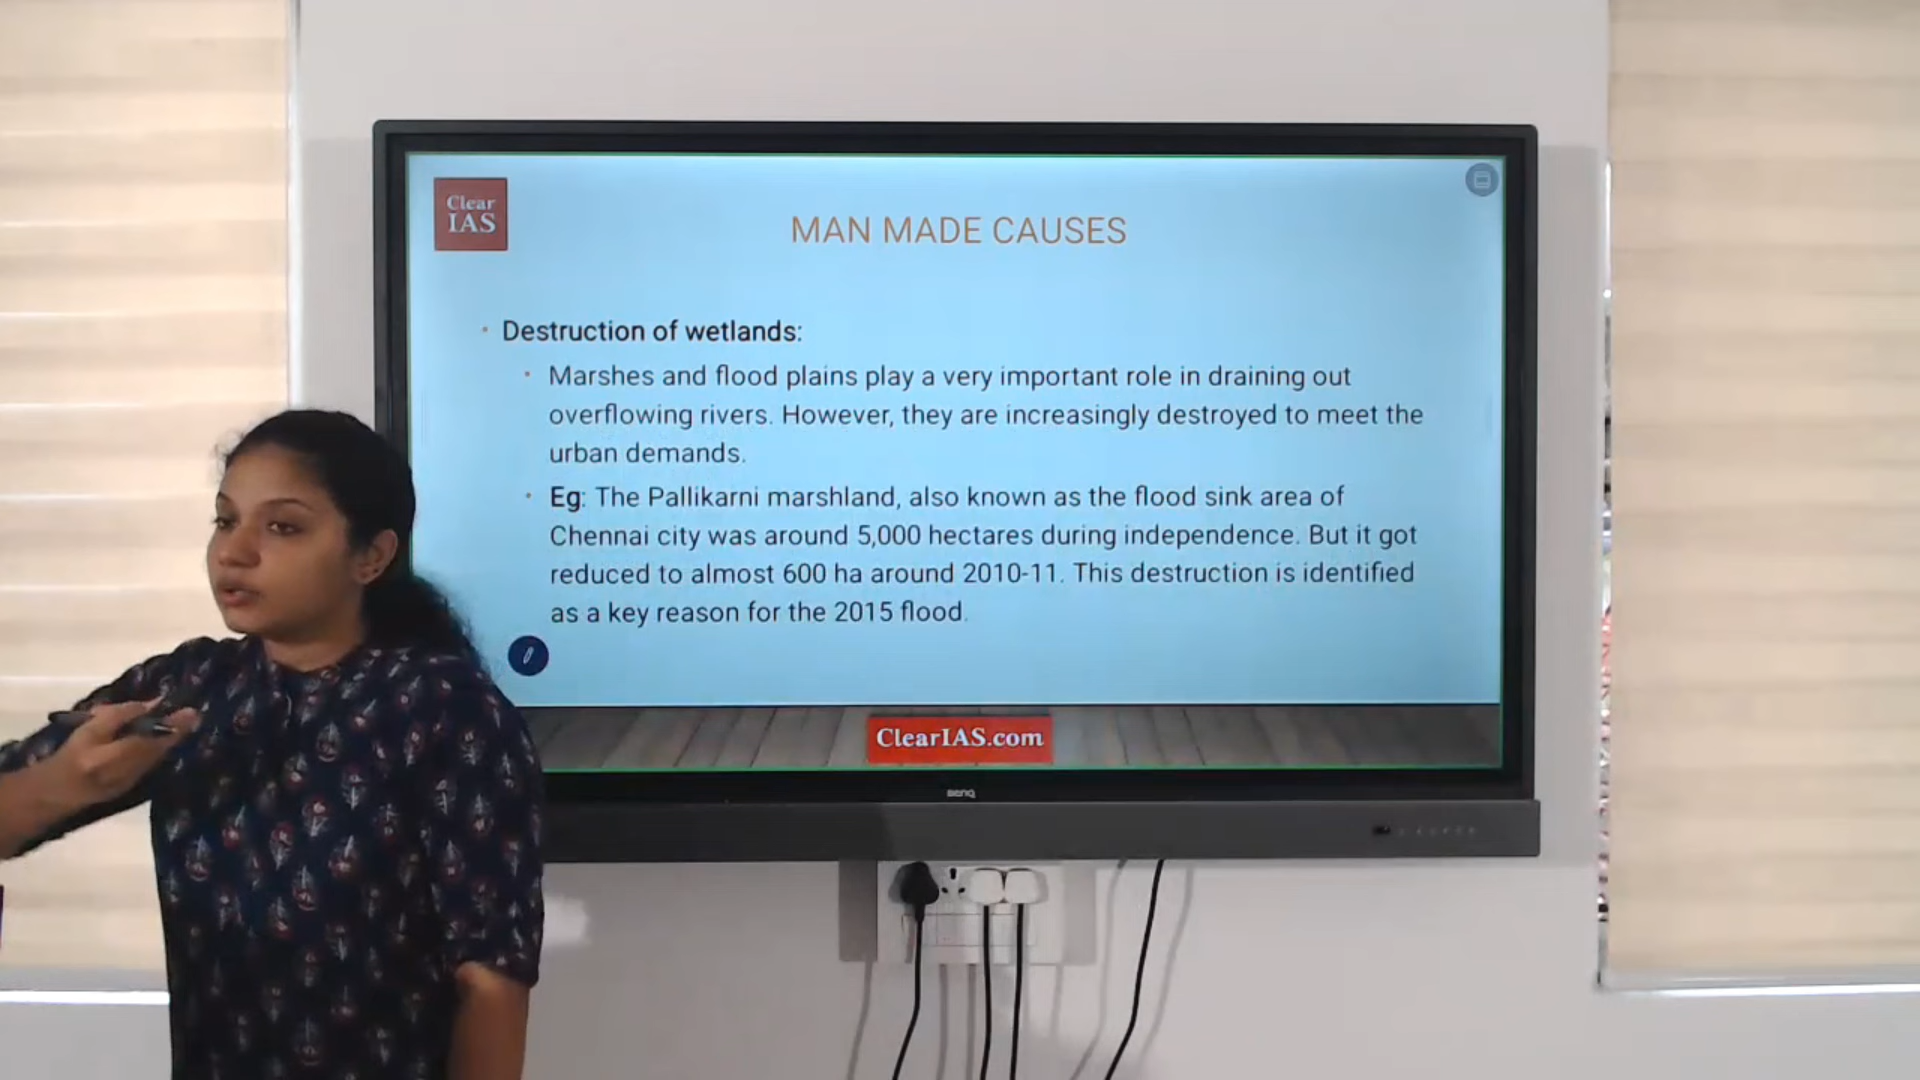 Clear
IAS
MAN MADE CAUSES
Destruction of wetlands:
Marshes and flood plains play a very important role in draining out
overflowing rivers. However, they are increasingly destroyed to meet the
urban demands.
Eg: The Pallikarni marshland, also known as the flood sink area of
Chennai city was around 5,000 hectares during independence. But it got
reduced to almost 600 ha around 2010-11. This destruction is identified
as a key reason for the 2015 flood.
ClearIAS.com
BenQ